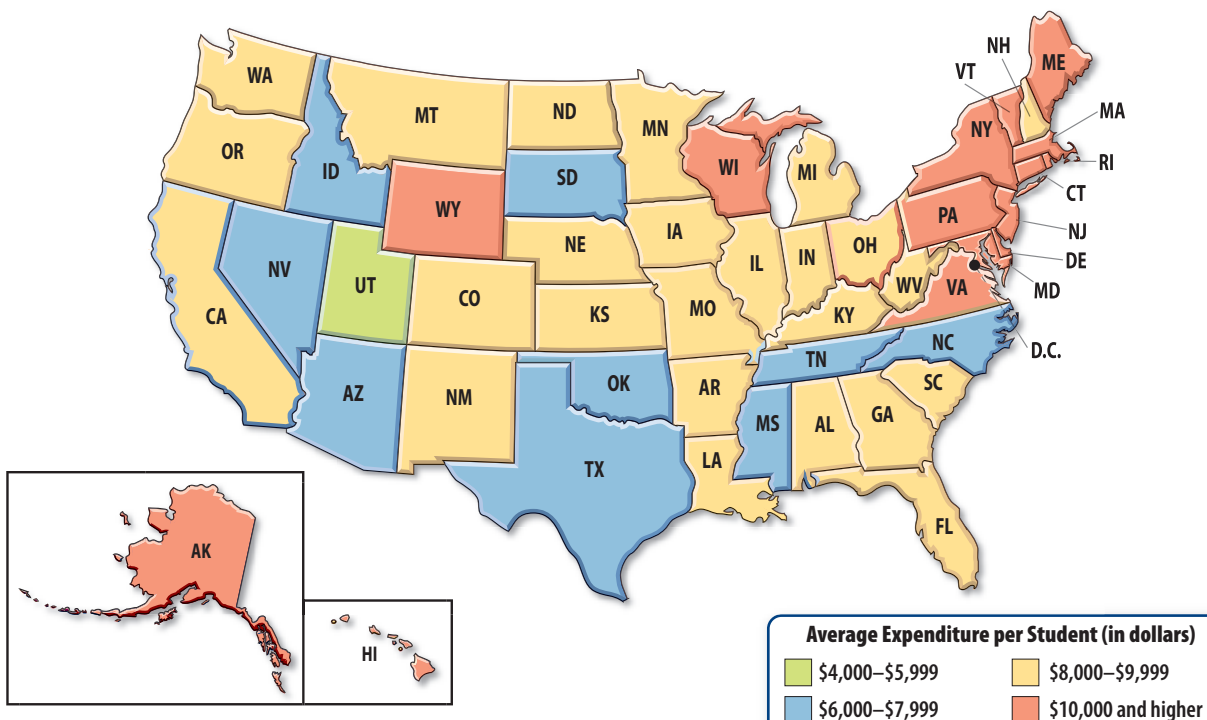 WA
MT
ND
MN
OR
ID
SD
WI
MI
WY
NE
IA
NV
UT
CO
CA
KS
MO
IL
IN
OH
KY
WV
VA
PA
NY
VT
NH
ME
MA
RI
CT
NJ
DE
MD
D.C.
AZ
NM
OK
TX
AR
LA
TN
NC
MS
AL
GA
SC
FL
AK
HI
Average Expenditure per Student (in dollars)
$4,000–$5,999
$8,000–$9,999
$6,000–$7,999
$10,000 and higher